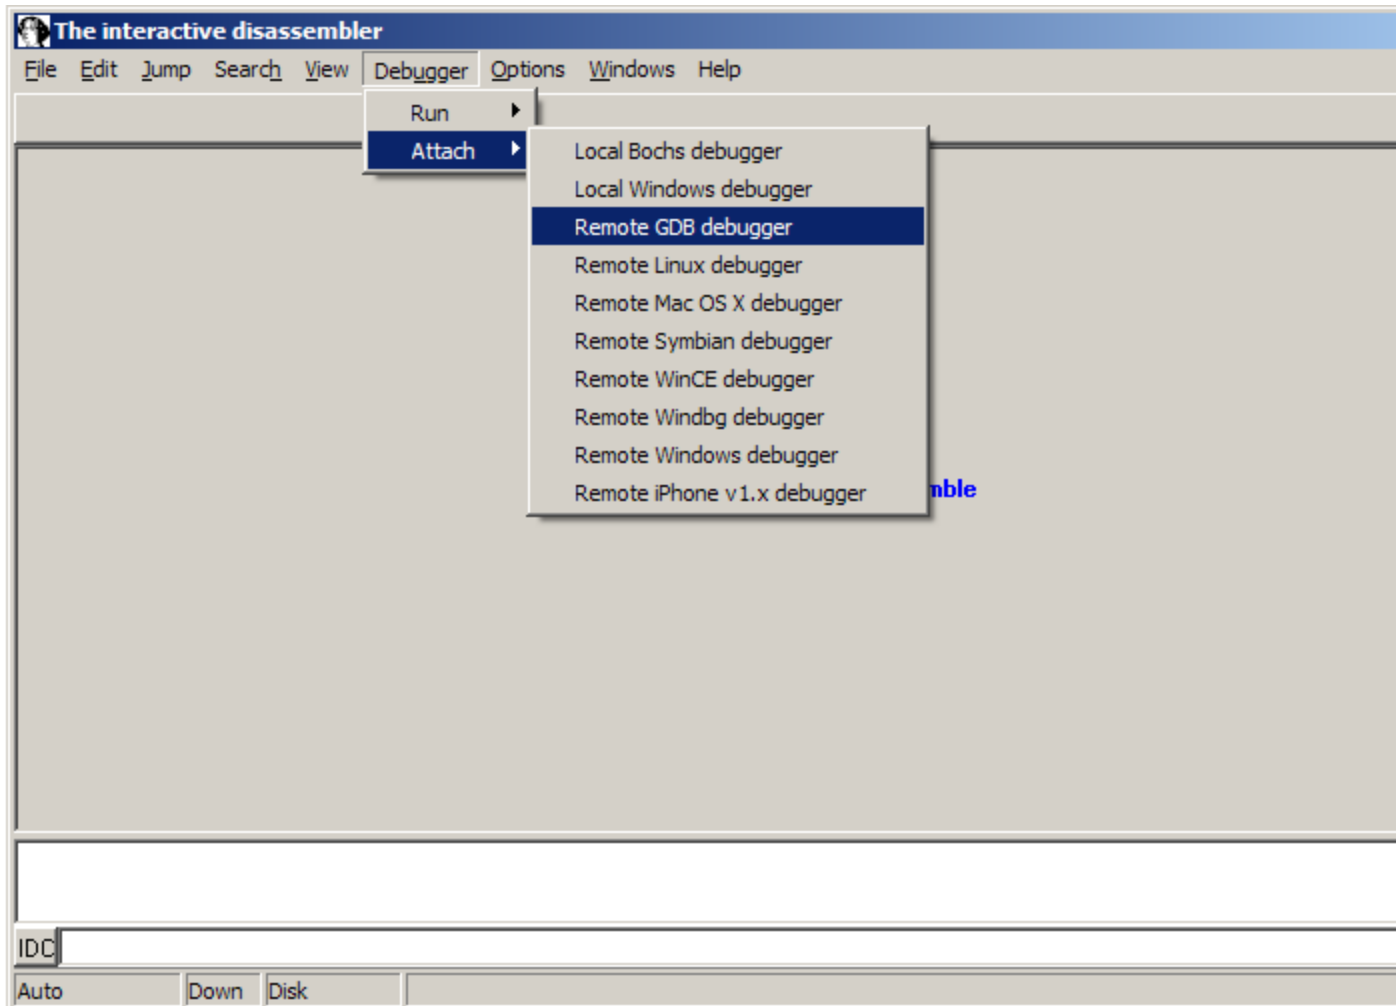 The interactive disassembler
File Edit Jump Search View Debugger Options Windows Help
Run
Attach
Local Bochs debugger
Local Windows debugger
Remote GDB debugger
Remote Linux debugger
Remote Mac OS X debugger
Remote Symbian debugger
Remote WinCE debugger
Remote Windbg debugger
Remote Windows debugger
Remote iPhone v1.x debugger
IDC
Auto Down Disk